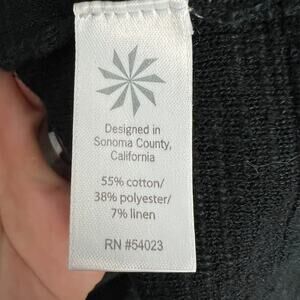 Designed in
Sonoma County,
California
55% cotton/
38% polyester/
7% linen
RN #54023